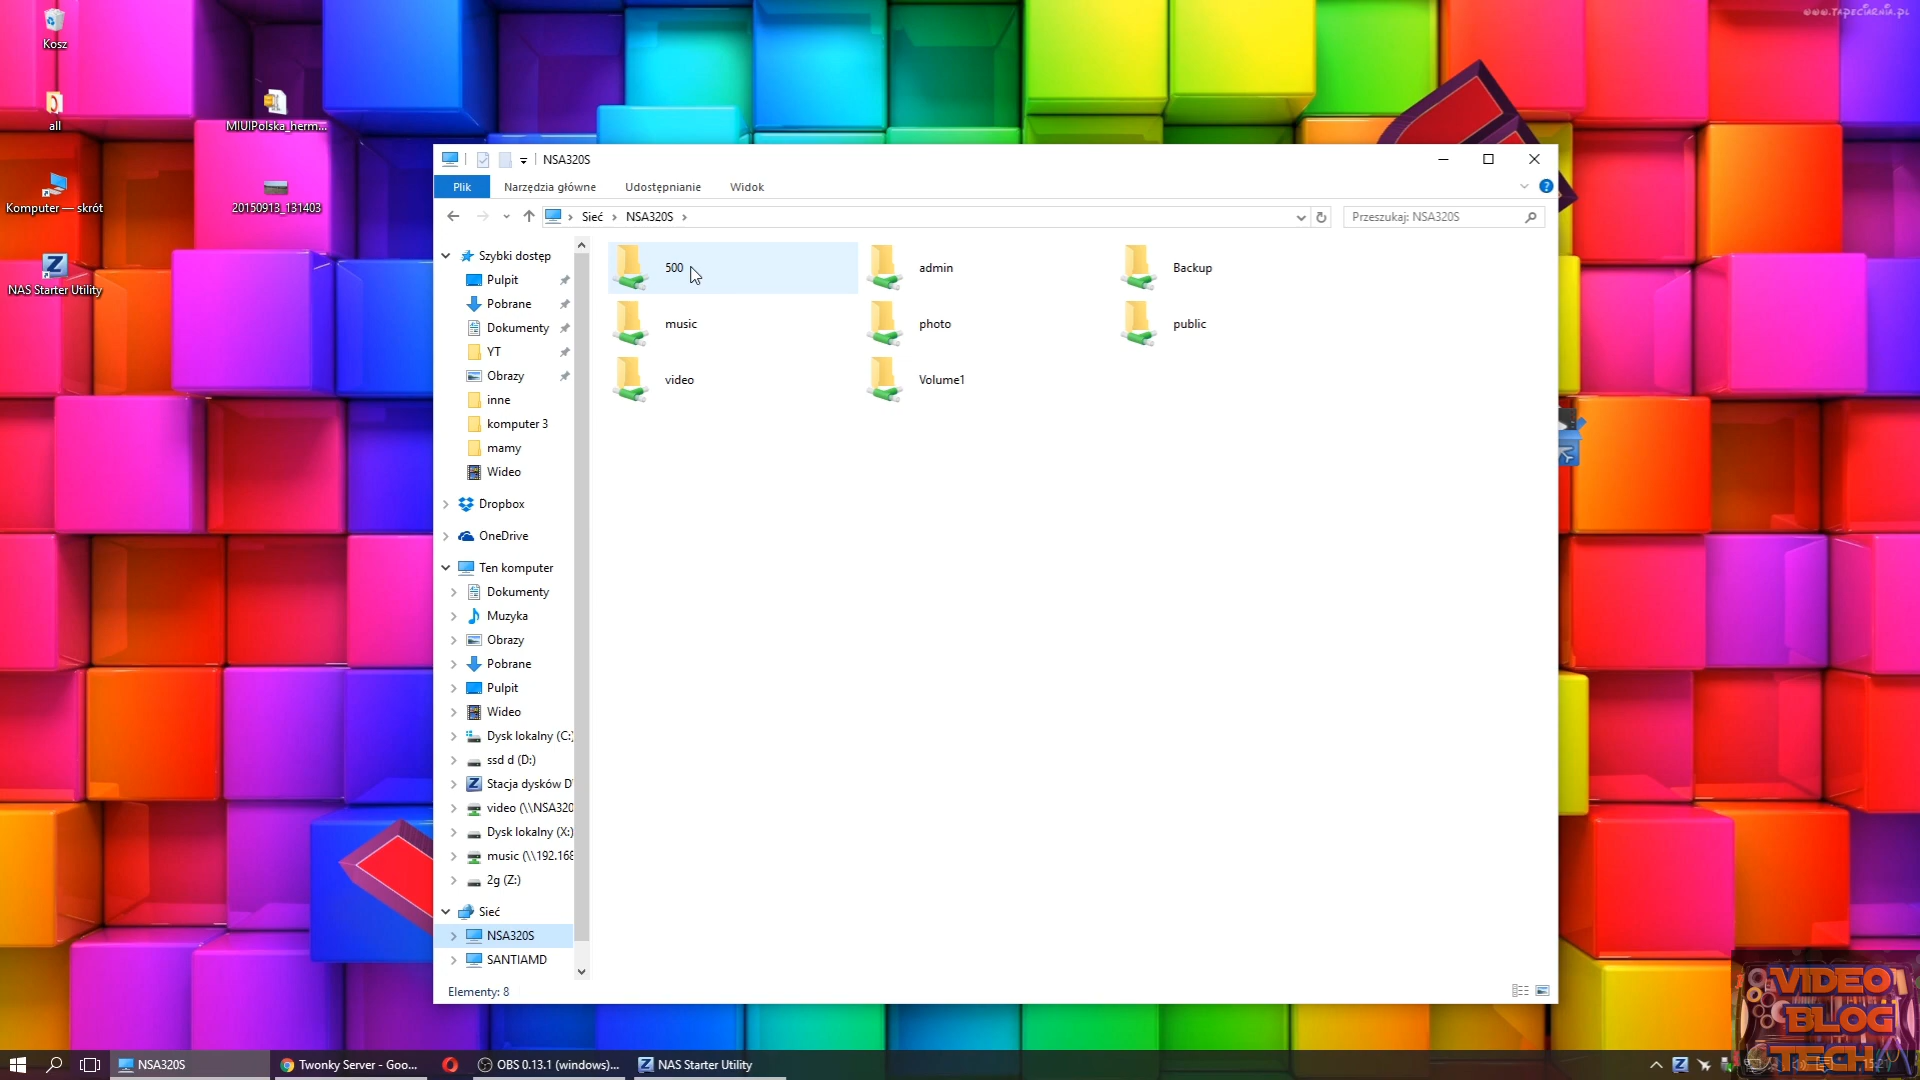 www.tapeciarnia.pl
Kosz
all
MIUIPolska_herm...
Komputer — skrót
20150913_131403
NAS Starter Utility
NSA320S
Plik
Narzędzia główne
Udostępnianie
Widok
Sieć
NSA320S
Przeszukaj: NSA320S
Szybki dostęp
Pulpit
Pobrane
Dokumenty
YT
Obrazy
inne
komputer 3
mamy
Wideo
Dropbox
OneDrive
Ten komputer
Dokumenty
Muzyka
Obrazy
Pobrane
Pulpit
Wideo
Dysk lokalny (C:)
ssd d (D:)
Stacja dysków D
video (\\NSA320
Dysk lokalny (X:)
music (\\192.168
2g (Z:)
Sieć
NSA320S
SANTIAMD
500
admin
Backup
music
photo
public
video
Volume1
Elementy: 8
NSA320S
Twonky Server - Goo...
OBS 0.13.1 (windows)...
NAS Starter Utility
VIDEO
BLOG
TECH
15:21